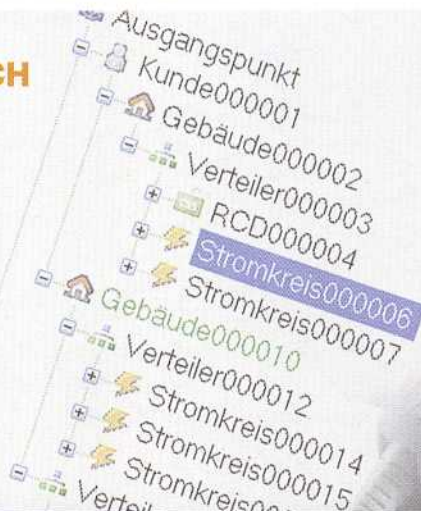 CH
Ausgangspunkt
Kunde000001
Gebäude000002
Verteiler000003
RCD000004
Stromkreis000006
Stromkreis000007
Gebäude000010
Verteiler000012
Stromkreis000014
Stromkreis000015